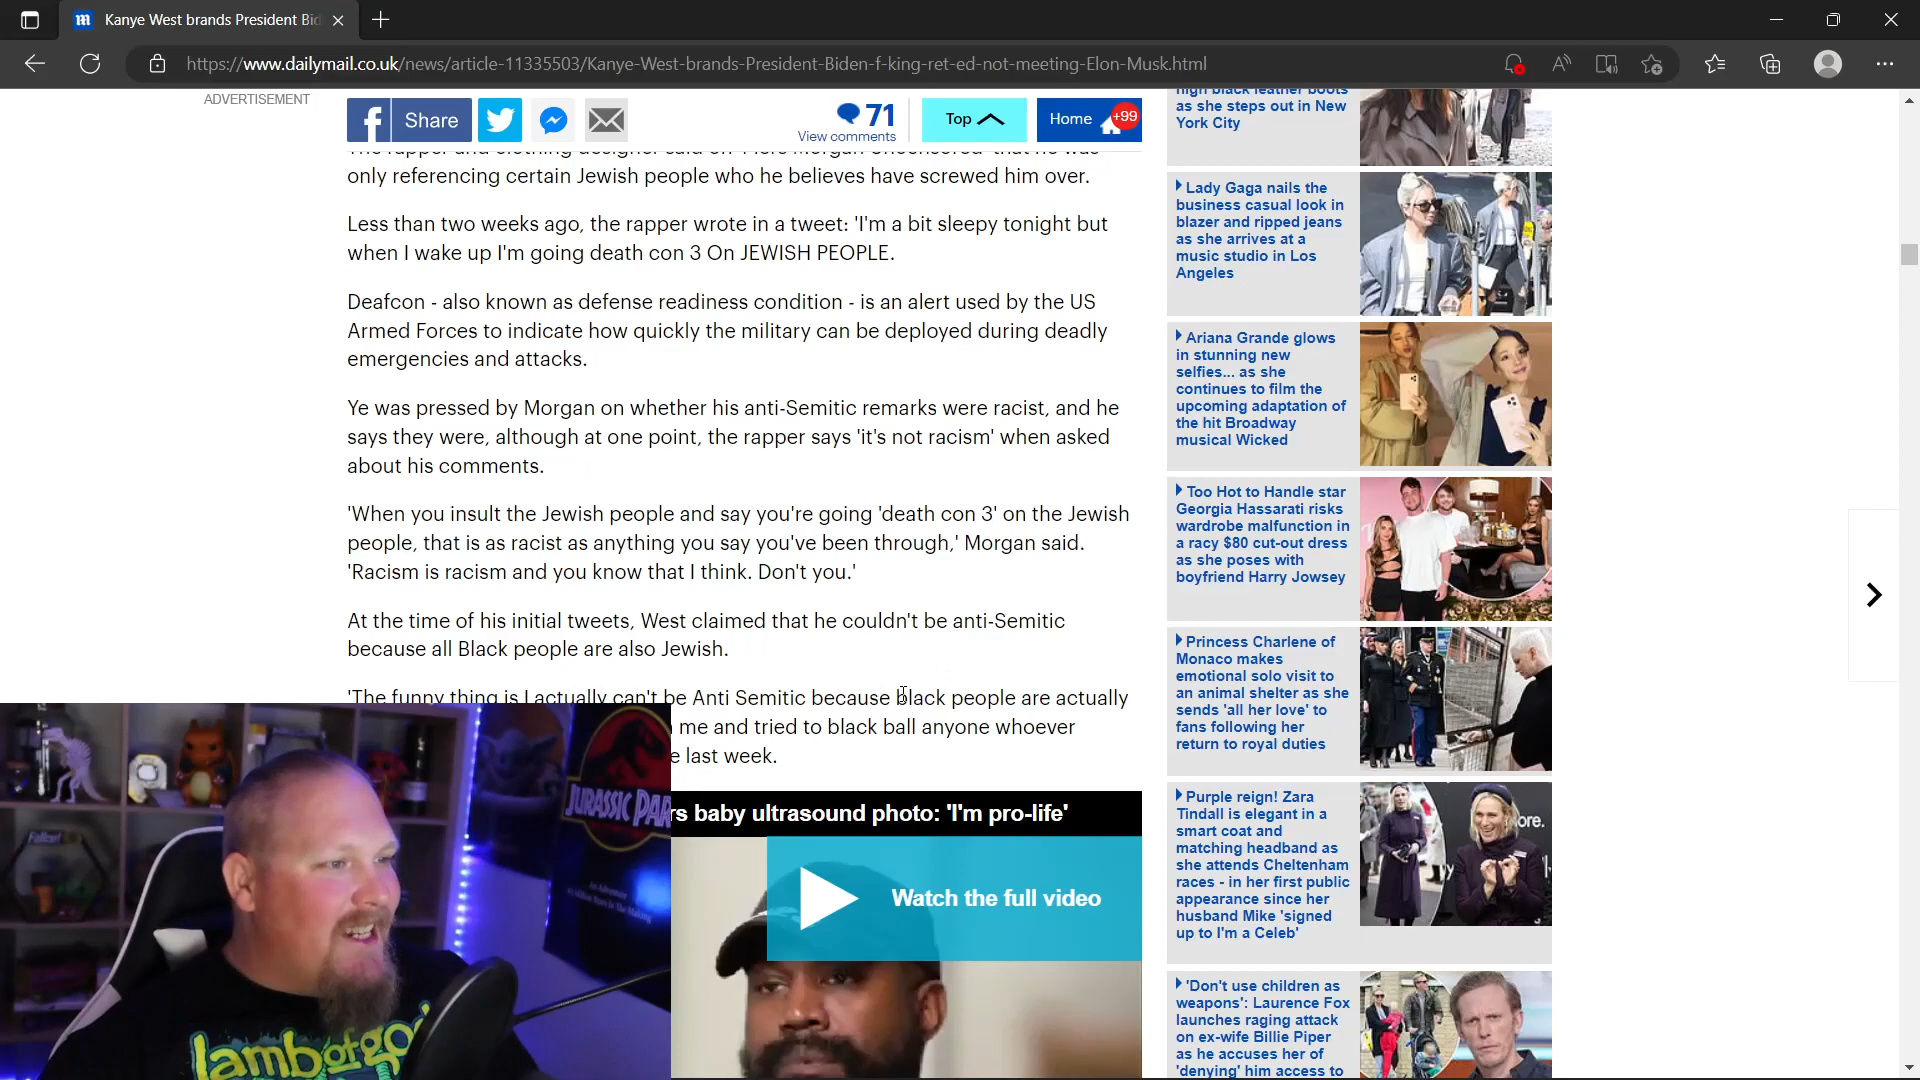 Kanye West brands President Bid
https://www.dailymail.co.uk/news/article-11335503/Kanye-West-brands-President-Biden-f-king-ret-ed-not-meeting-Elon-Musk.html
ADVERTISEMENT
Share
71
View comments
Top
Home
+99
only referencing certain Jewish people who he believes have screwed him over.
Less than two weeks ago, the rapper wrote in a tweet: 'I'm a bit sleepy tonight but
when I wake up I'm going death con 3 On JEWISH PEOPLE.
Deafcon - also known as defense readiness condition - is an alert used by the US
Armed Forces to indicate how quickly the military can be deployed during deadly
emergencies and attacks.
Ye was pressed by Morgan on whether his anti-Semitic remarks were racist, and he
says they were, although at one point, the rapper says 'it's not racism' when asked
about his comments.
'When you insult the Jewish people and say you're going 'death con 3' on the Jewish
people, that is as racist as anything you say you've been through,' Morgan said.
'Racism is racism and you know that I think. Don't you.'
At the time of his initial tweets, West claimed that he couldn't be anti-Semitic
because all Black people are also Jewish.
'The funny thing is I actually can't be Anti Semitic because black people are actually
me and tried to black ball anyone whoever
e last week.
rs baby ultrasound photo: 'I'm pro-life'
Watch the full video
high black leather boots
as she steps out in New
York City
Lady Gaga nails the
business casual look in
blazer and ripped jeans
as she arrives at a
music studio in Los
Angeles
Ariana Grande glows
in stunning new
selfies... as she
continues to film the
upcoming adaptation of
the hit Broadway
musical Wicked
Too Hot to Handle star
Georgia Hassarati risks
wardrobe malfunction in
a racy $80 cut-out dress
as she poses with
boyfriend Harry Jowsey
Princess Charlene of
Monaco makes
emotional solo visit to
an animal shelter as she
sends 'all her love' to
fans following her
return to royal duties
Purple reign! Zara
Tindall is elegant in a
smart coat and
matching headband as
she attends Cheltenham
races - in her first public
appearance since her
husband Mike 'signed
up to I'm a Celeb'
ore.
'Don't use children as
weapons': Laurence Fox
launches raging attack
on ex-wife Billie Piper
as he accuses her of
'denying' him access to
JURASSIC PAR
An Adventure
65 Million Years In The Making
Fallout
lamb of god